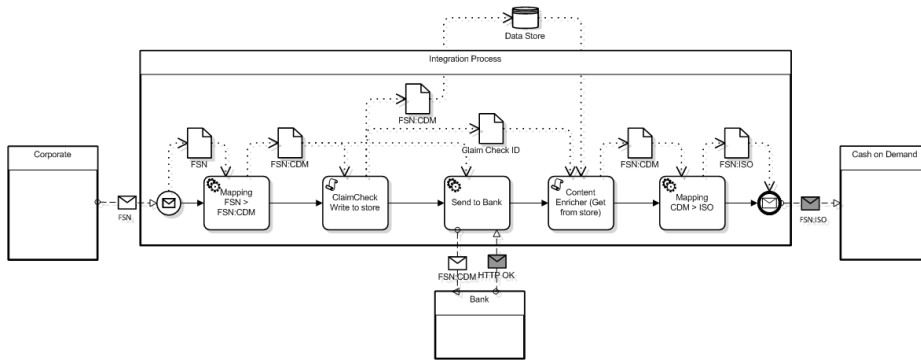 Data Store
Integration Process
FSN:CDM
Corporate
FSN
FSN:CDM
Glaim Check ID
FSN:CDM
FSN:ISO
Cash on Demand
FSN
Mapping
FSN >
FSN:CDM
ClaimCheck
Write to store
Send to Bank
Content
Enricher (Get
from store)
Mapping
CDM > ISO
FSN:ISO
FSN:CDM
HTTP OK
Bank